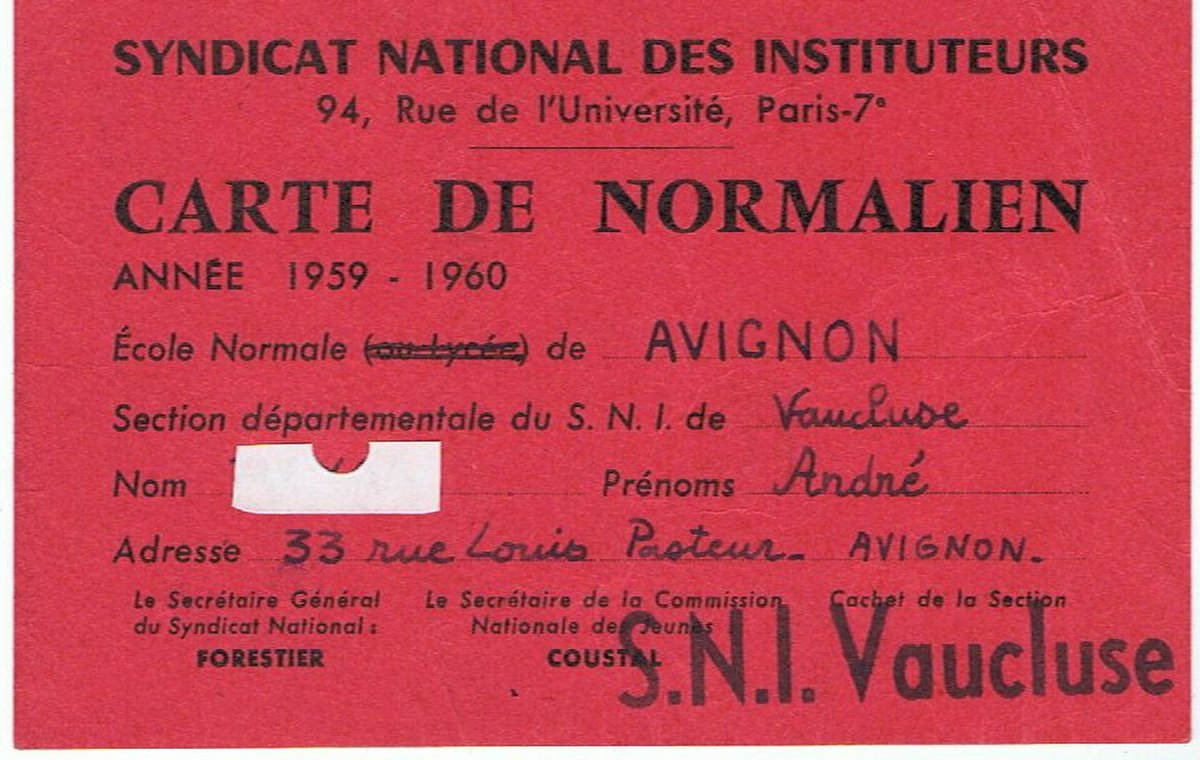 SYNDICAT NATIONAL DES INSTITUTEURS
94, Rue de l'Université, Paris-7e
CARTE DE NORMALIEN
ANNÉE 1959 - 1960
École Normale (ou Lycée) de AVIGNON
Section départementale du S. N. I. de Vaucluse
Nom Prénoms André
Adresse 33 rue Louis Pasteur - AVIGNON -
Le Secrétaire Général Le Secrétaire de la Commission Cachet de la Section
du Syndicat National : Nationale des Jeunes :
FORESTIER COUSTAL
S.N.I. Vaucluse